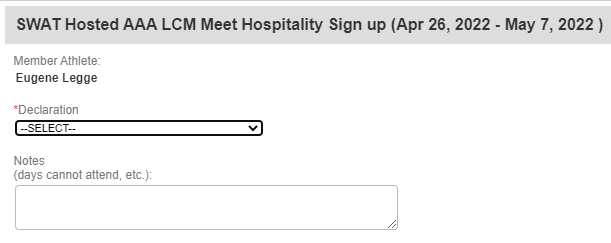 SWAT Hosted AAA LCM Meet Hospitality Sign up (Apr 26, 2022 - May 7, 2022 )
Member Athlete:
Eugene Legge
*Declaration
--SELECT--
Notes
(days cannot attend, etc.):